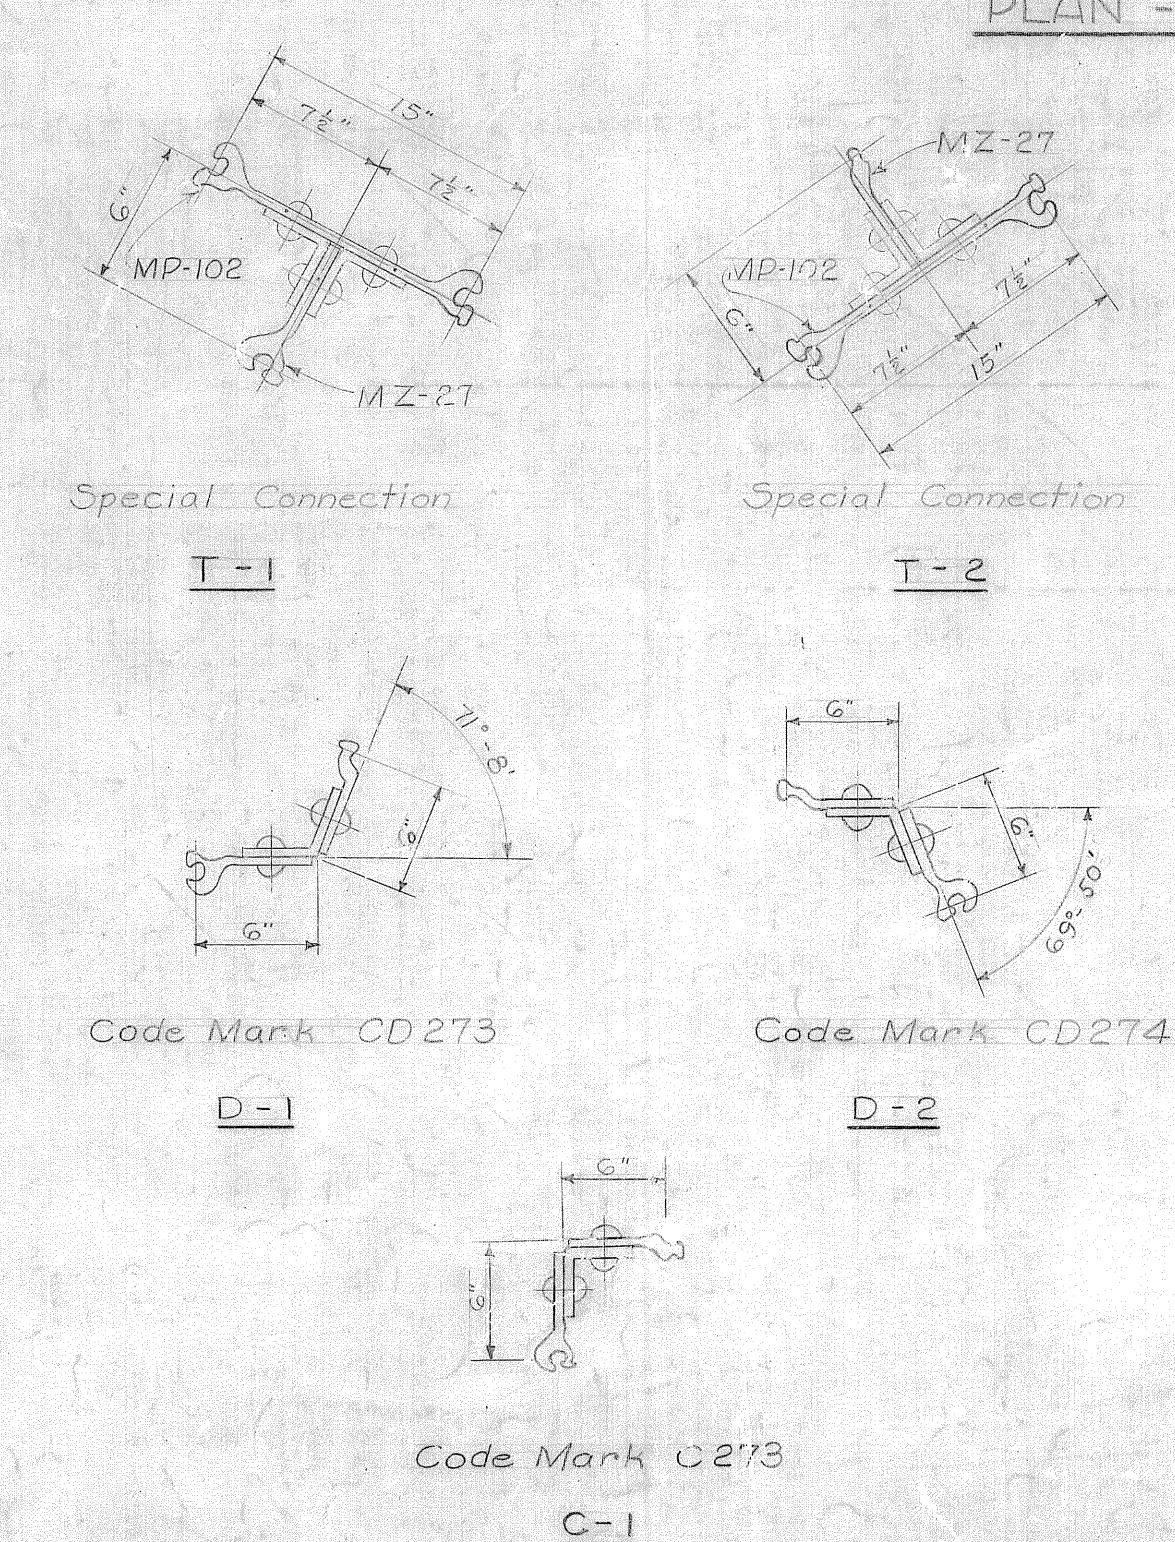 PLAN -
15"
7½"
7½"
6"
MP-102
MZ-27
Special Connection
T-1
MZ-27
MP-102
6"
7½"
7½"
15"
Special Connection
T-2
71°-8'
6"
6"
Code Mark CD273
D-1
6"
6"
69°-50'
Code Mark CD274
D-2
6"
6"
Code Mark C273
C-1